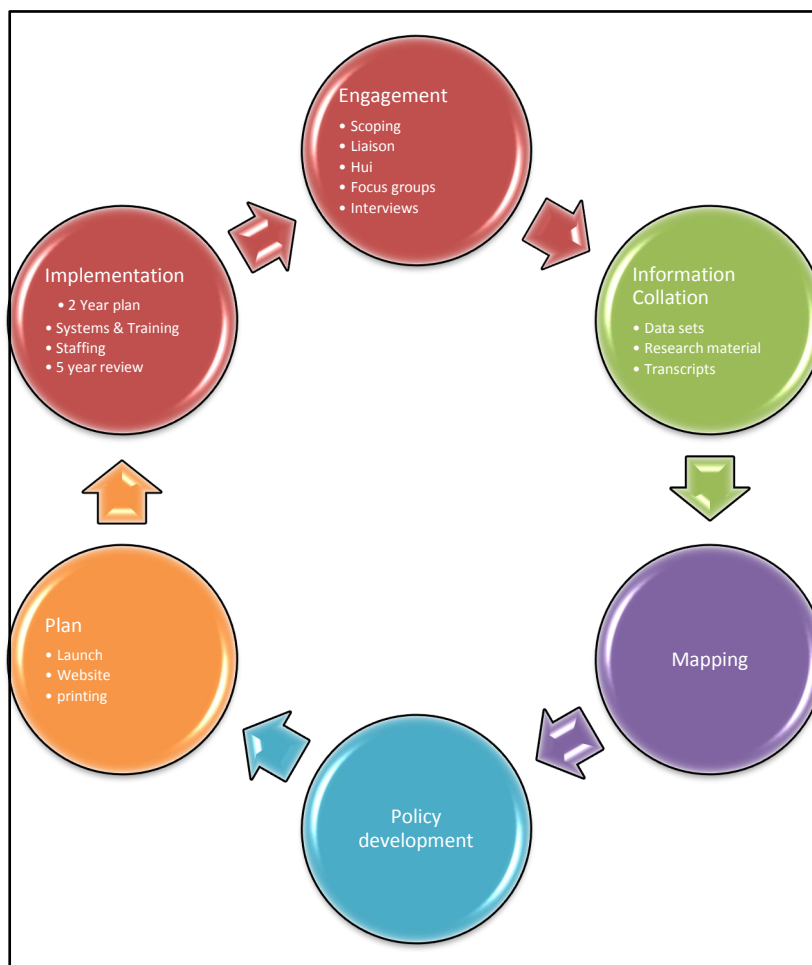 Engagement
• Scoping
• Liaison
• Hui
• Focus groups
• Interviews
Information
Collation
• Data sets
• Research material
• Transcripts
Mapping
Policy
development
Plan
• Launch
• Website
• printing
Implementation
• 2 Year plan
• Systems & Training
• Staffing
• 5 year review